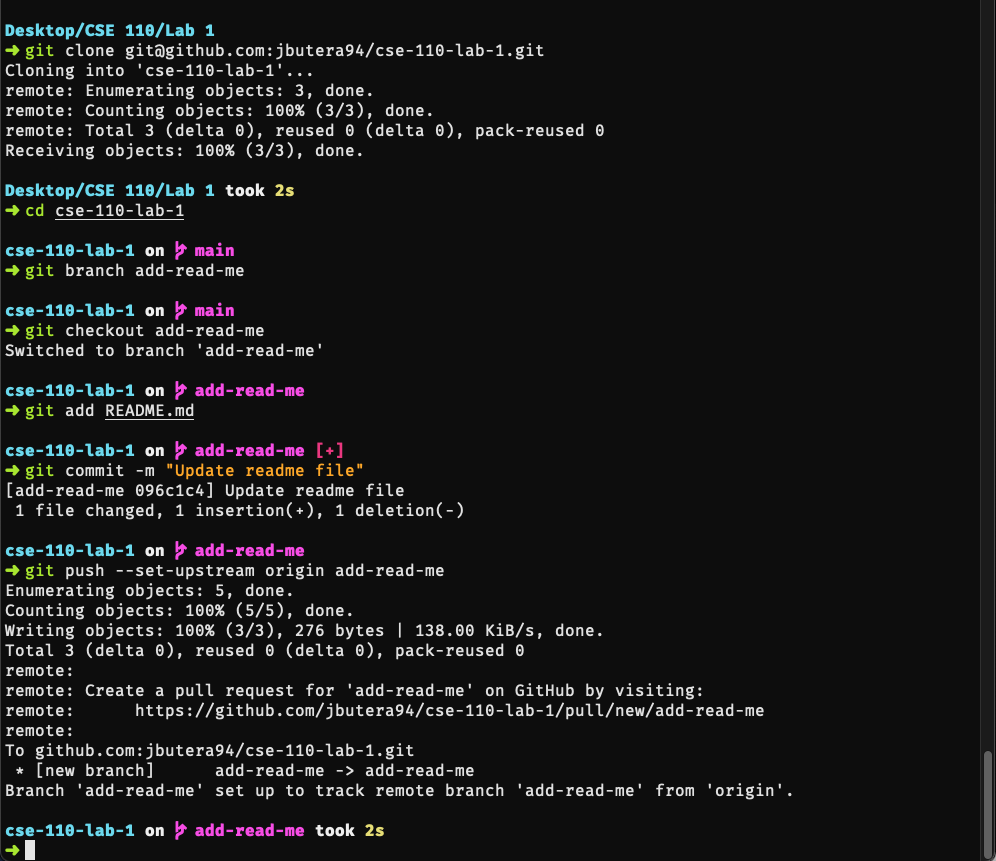 Desktop/CSE 110/Lab 1
➜ git clone git@github.com:jbutera94/cse-110-lab-1.git
Cloning into 'cse-110-lab-1'...
remote: Enumerating objects: 3, done.
remote: Counting objects: 100% (3/3), done.
remote: Total 3 (delta 0), reused 0 (delta 0), pack-reused 0
Receiving objects: 100% (3/3), done.
Desktop/CSE 110/Lab 1 took 2s
➜ cd cse-110-lab-1
cse-110-lab-1 on main
➜ git branch add-read-me
cse-110-lab-1 on main
➜ git checkout add-read-me
Switched to branch 'add-read-me'
cse-110-lab-1 on add-read-me
➜ git add README.md
cse-110-lab-1 on add-read-me [+]
➜ git commit -m "Update readme file"
[add-read-me 096c1c4] Update readme file
 1 file changed, 1 insertion(+), 1 deletion(-)
cse-110-lab-1 on add-read-me
➜ git push --set-upstream origin add-read-me
Enumerating objects: 5, done.
Counting objects: 100% (5/5), done.
Writing objects: 100% (3/3), 276 bytes | 138.00 KiB/s, done.
Total 3 (delta 0), reused 0 (delta 0), pack-reused 0
remote:
remote: Create a pull request for 'add-read-me' on GitHub by visiting:
remote:      https://github.com/jbutera94/cse-110-lab-1/pull/new/add-read-me
remote:
To github.com:jbutera94/cse-110-lab-1.git
 * [new branch]      add-read-me -> add-read-me
Branch 'add-read-me' set up to track remote branch 'add-read-me' from 'origin'.
cse-110-lab-1 on add-read-me took 2s
➜